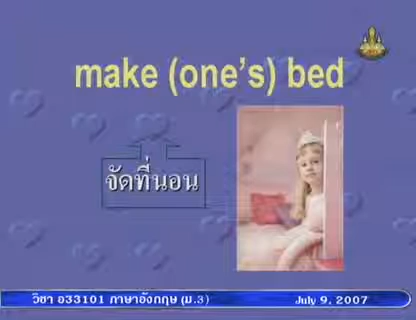 make (one's) bed
จัดที่นอน
วิชา อ33101 ภาษาอังกฤษ (ม.3)
July 9, 2007